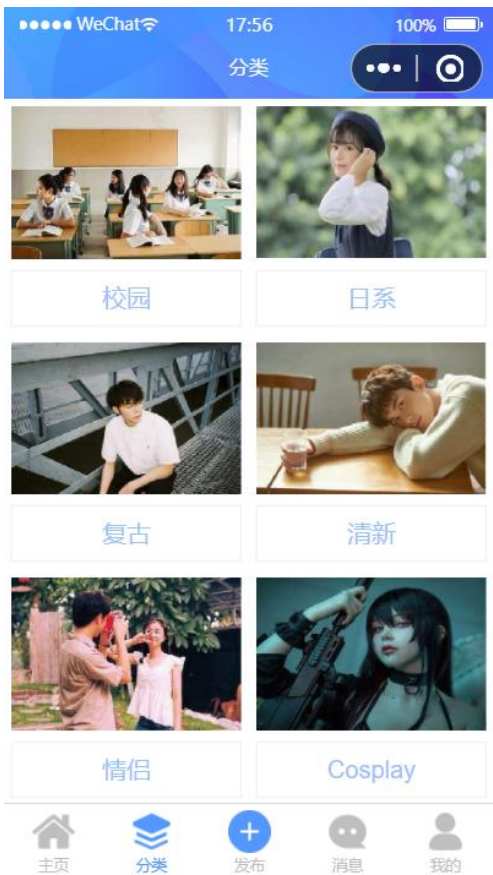 WeChat 17:56 100%
分类
校园 日系
复古 清新
情侣 Cosplay
主页 分类 发布 消息 我的